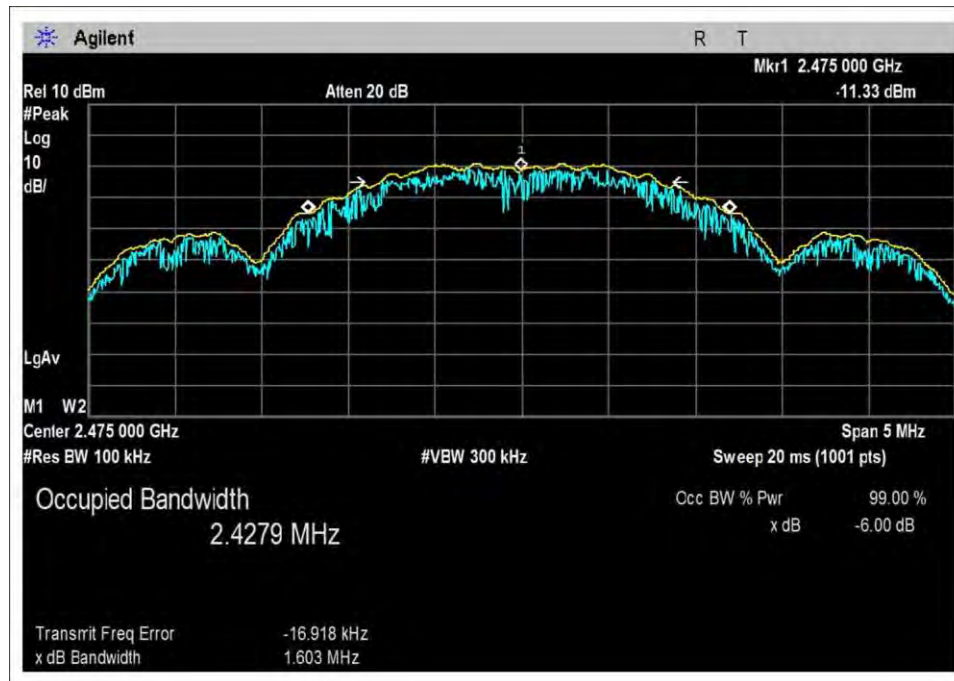 Agilent
R T
Mkr1 2.475 000 GHz
Rel 10 dBm
Atten 20 dB
-11.33 dBm
#Peak
Log
10
dB/
1
LgAv
M1 W2
Center 2.475 000 GHz
Span 5 MHz
#Res BW 100 kHz
#VBW 300 kHz
Sweep 20 ms (1001 pts)
Occupied Bandwidth
2.4279 MHz
Occ BW % Pwr
99.00 %
x dB
-6.00 dB
Transmit Freq Error
-16.918 kHz
x dB Bandwidth
1.603 MHz